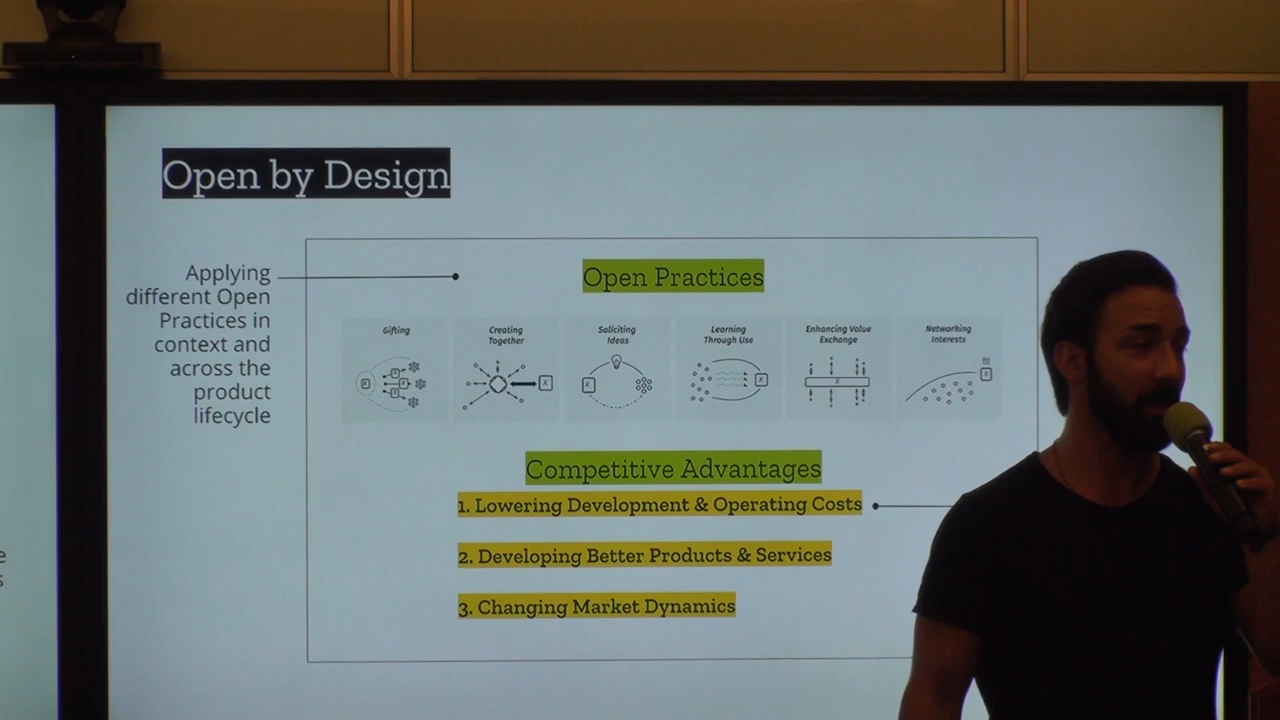 Open by Design
Applying
different Open
Practices in
context and
across the
product
lifecycle
Open Practices
Gifting
Creating
Together
Soliciting
Ideas
Learning
Through Use
Enhancing Value
Exchange
Networking
Interests
X
X
X
X
X
X
X
X
X
X
Competitive Advantages
1. Lowering Development & Operating Costs
2. Developing Better Products & Services
3. Changing Market Dynamics
e
s